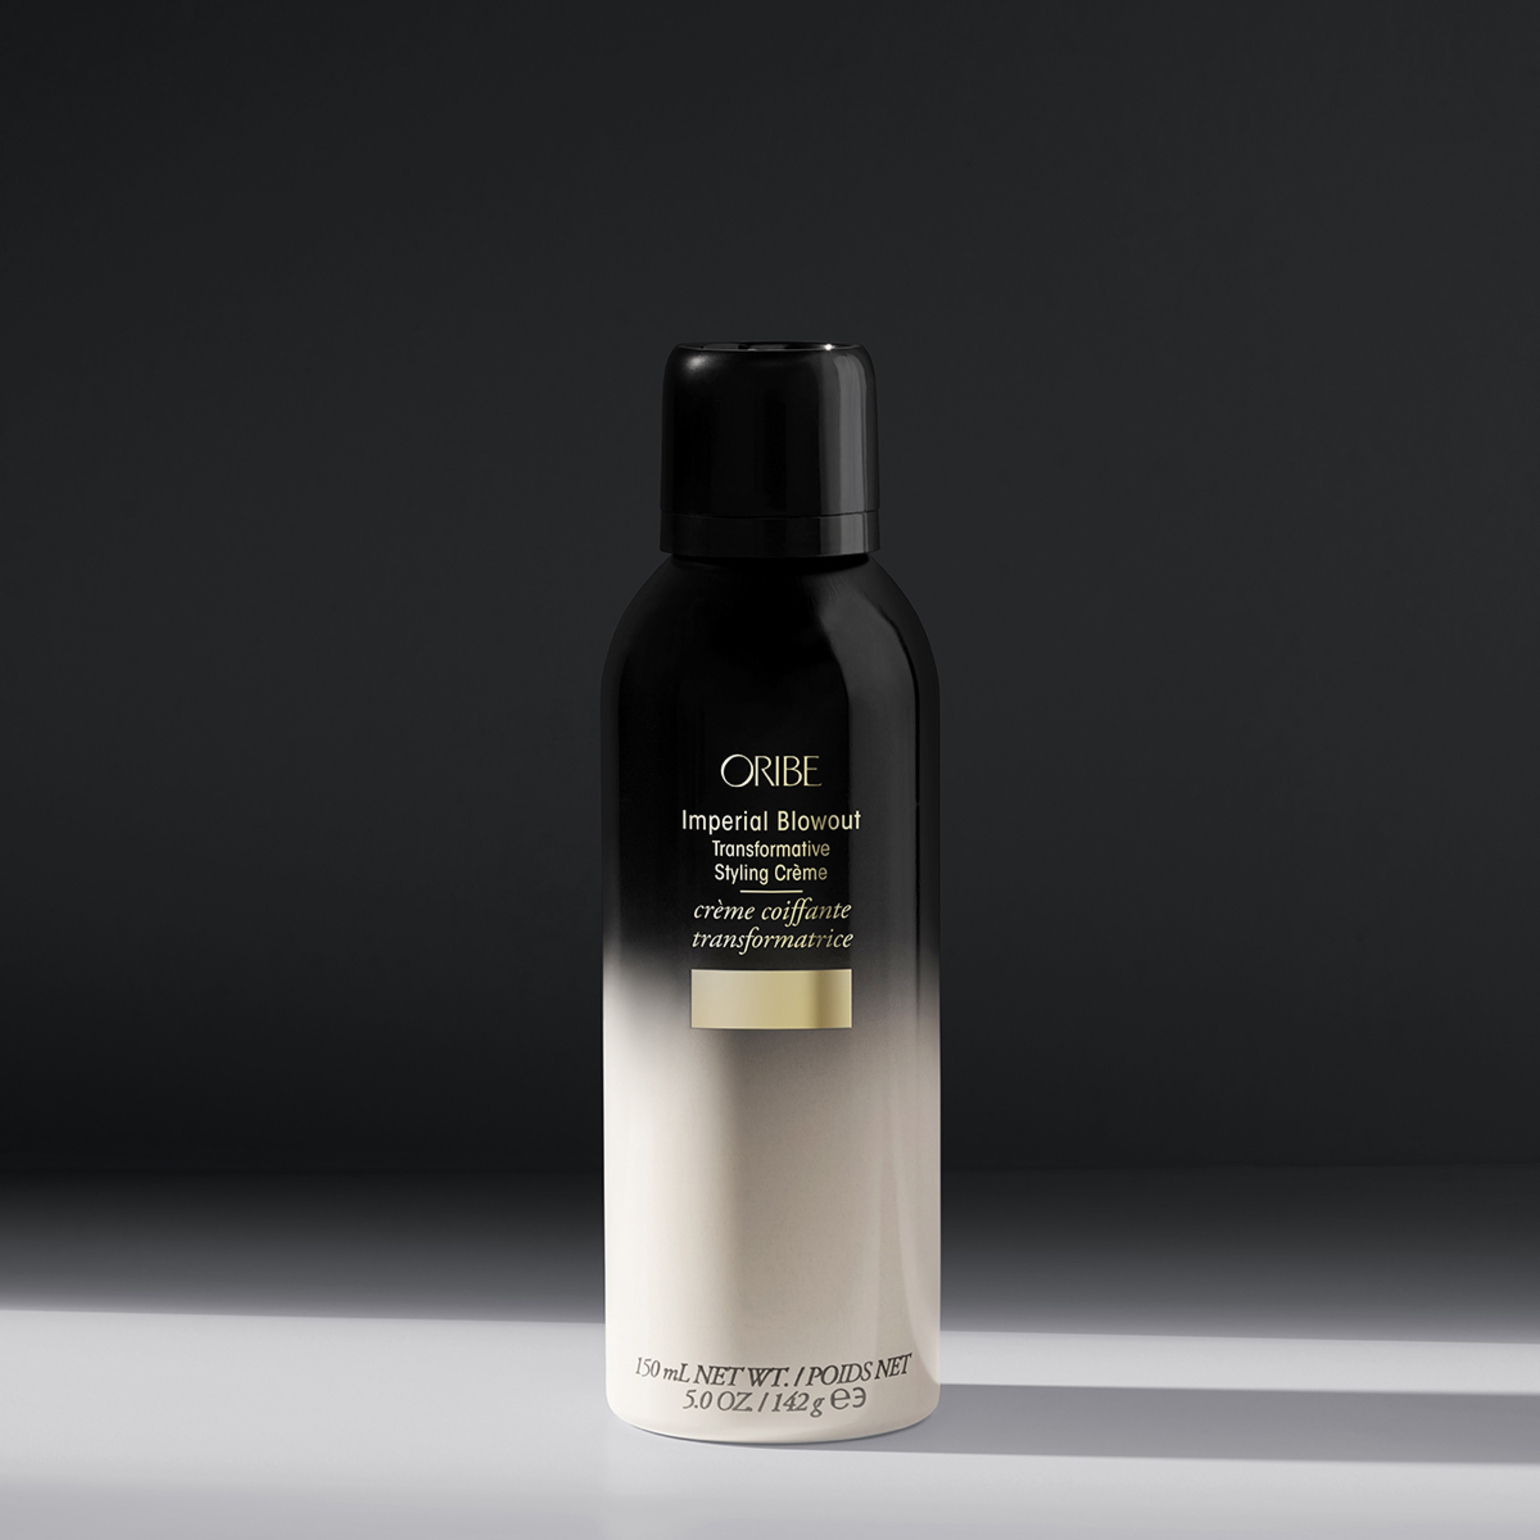 ORIBE
Imperial Blowout
Transformative
Styling Crème
crème coiffante
transformatrice
150 mL NET WT. / POIDS NET
5.0 OZ. / 142 g ℮3